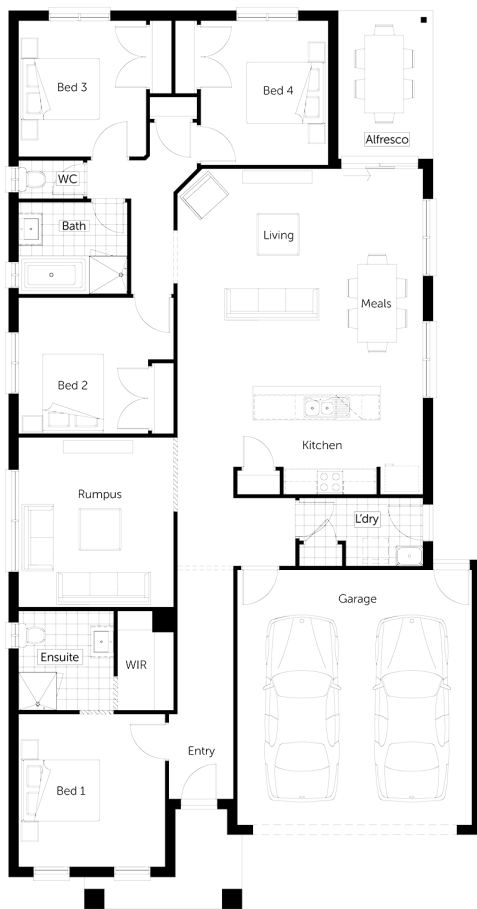 Bed 3
Bed 4
Alfresco
WC
Bath
Living
Meals
Bed 2
Kitchen
Rumpus
L'dry
Garage
Ensuite
WIR
Entry
Bed 1